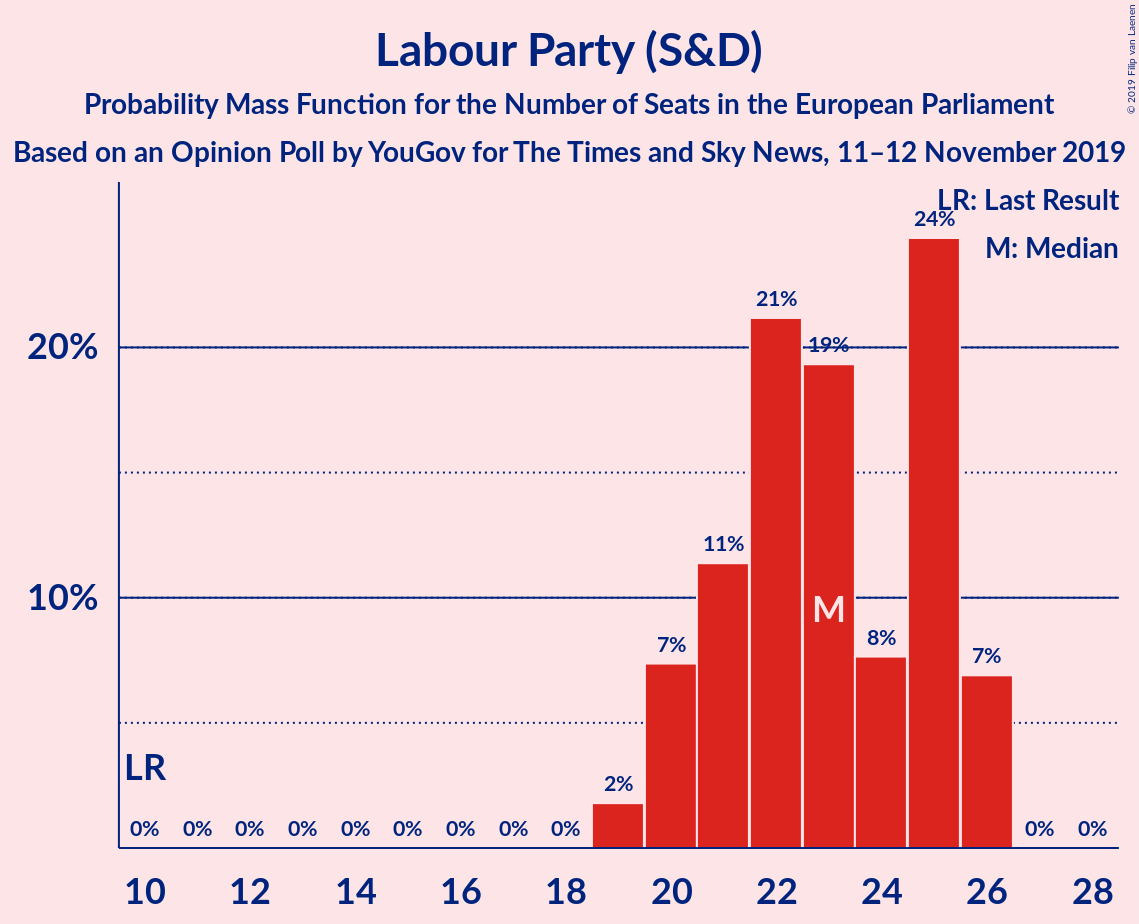 Labour Party (S&D)
Probability Mass Function for the Number of Seats in the European Parliament
Based on an Opinion Poll by YouGov for The Times and Sky News, 11–12 November 2019
© 2019 Filip van Laenen
LR: Last Result
M: Median
24%
21%
20%
19%
11%
10%
M
8%
7%
7%
LR
2%
0% 0% 0% 0% 0% 0% 0% 0% 0% 0% 0%
10 12 14 16 18 20 22 24 26 28